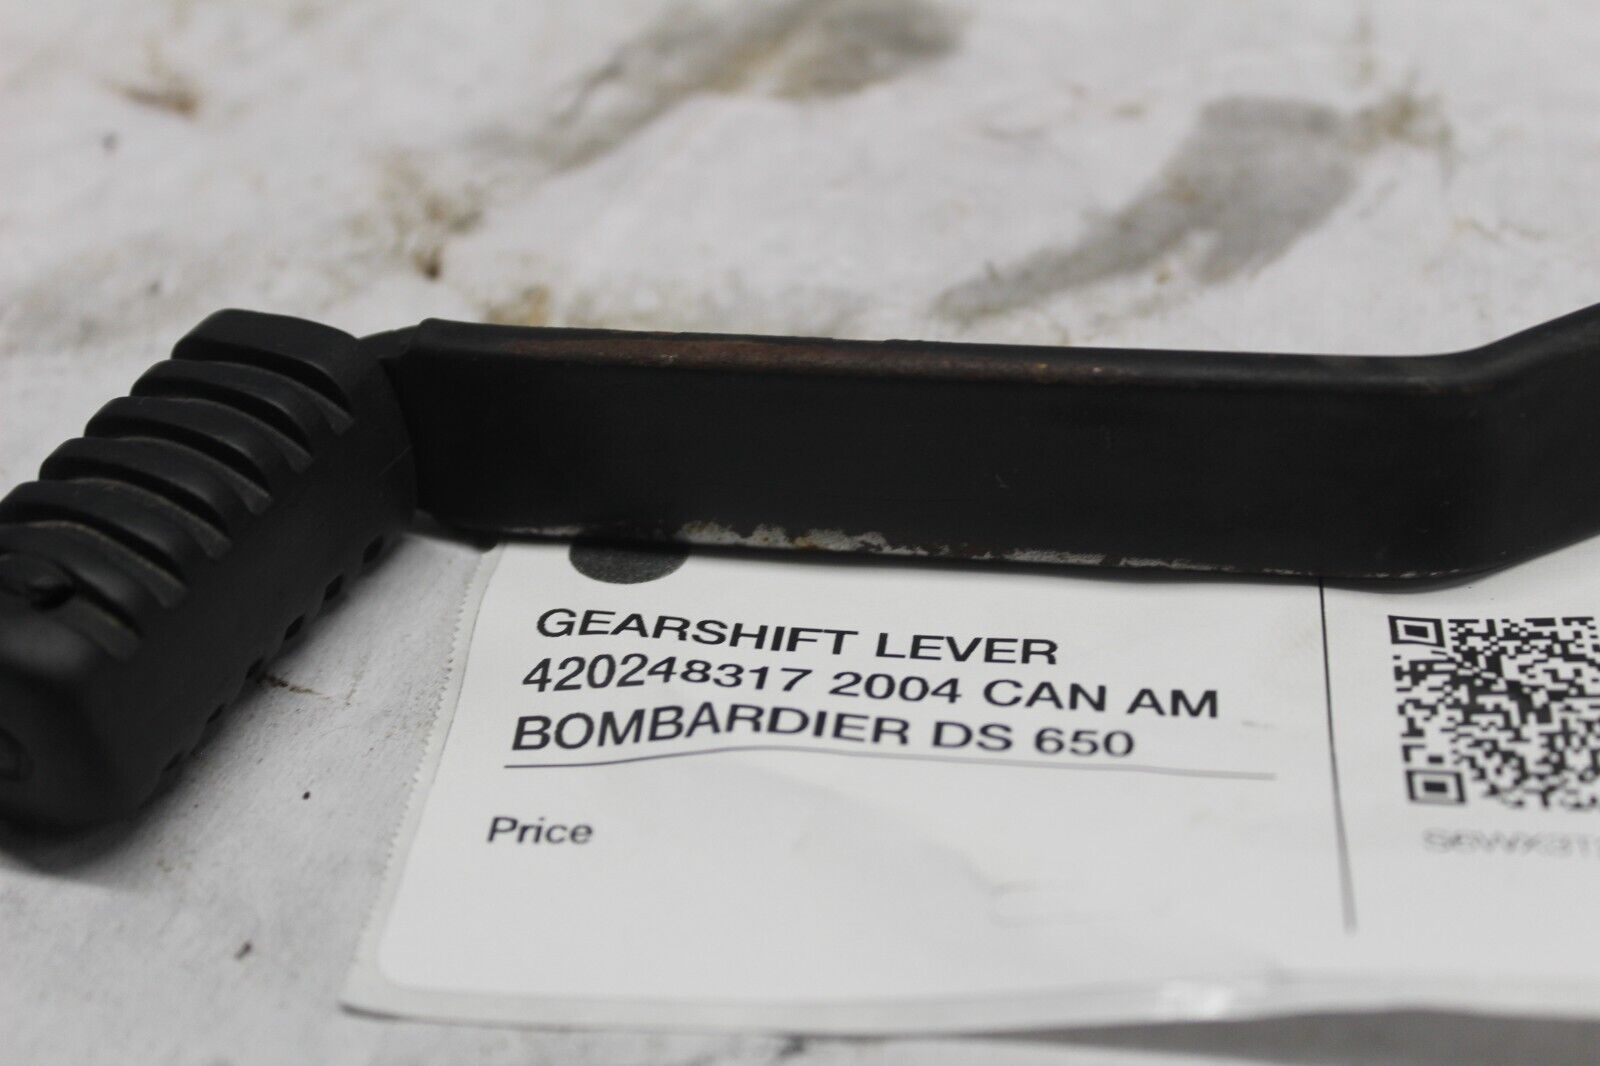 GEARSHIFT LEVER
420248317 2004 CAN AM
BOMBARDIER DS 650
Price